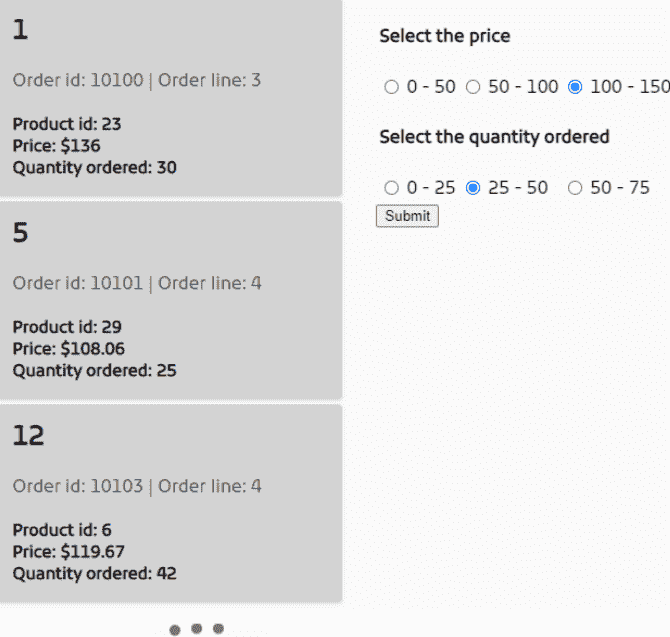 1
Order id: 10100 | Order line: 3
Product id: 23
Price: $136
Quantity ordered: 30
5
Order id: 10101 | Order line: 4
Product id: 29
Price: $108.06
Quantity ordered: 25
12
Order id: 10103 | Order line: 4
Product id: 6
Price: $119.67
Quantity ordered: 42
Select the price
0 - 50 50 - 100 100 - 150
Select the quantity ordered
0 - 25 25 - 50 50 - 75
Submit